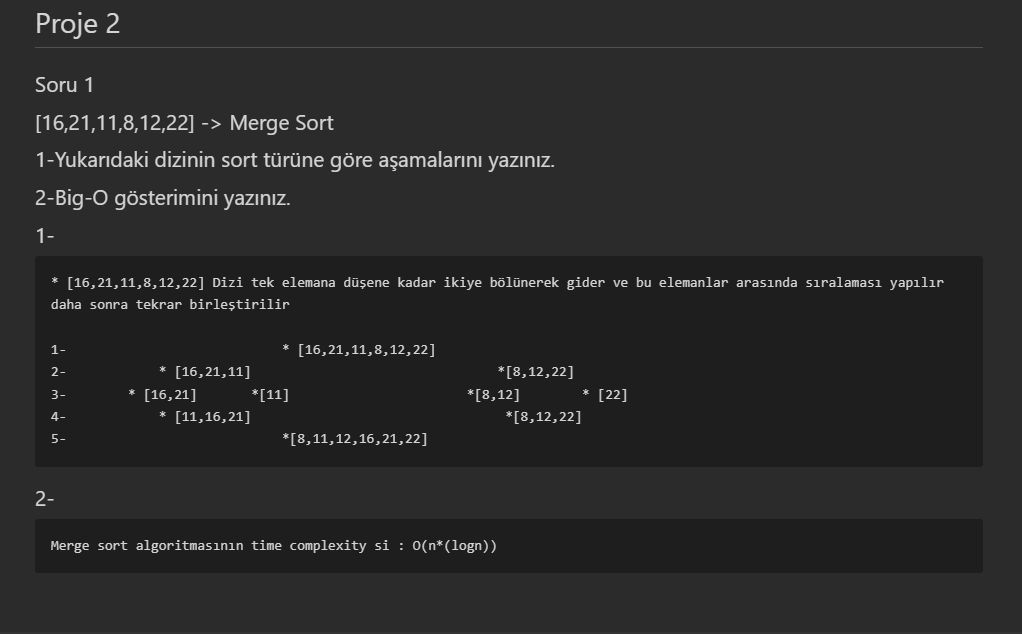 Proje 2
Soru 1
[16,21,11,8,12,22] -> Merge Sort
1-Yukarıdaki dizinin sort türüne göre aşamalarını yazınız.
2-Big-O gösterimini yazınız.
1-
* [16,21,11,8,12,22] Dizi tek elemana düşene kadar ikiye bölünerek gider ve bu elemanlar arasında sıralaması yapılır
daha sonra tekrar birleştirilir
1-                            * [16,21,11,8,12,22]
2-            * [16,21,11]                                *[8,12,22]
3-        * [16,21]       *[11]                       *[8,12]        * [22]
4-            * [11,16,21]                                 *[8,12,22]
5-                            *[8,11,12,16,21,22]
2-
Merge sort algoritmasının time complexity si : O(n*(logn))